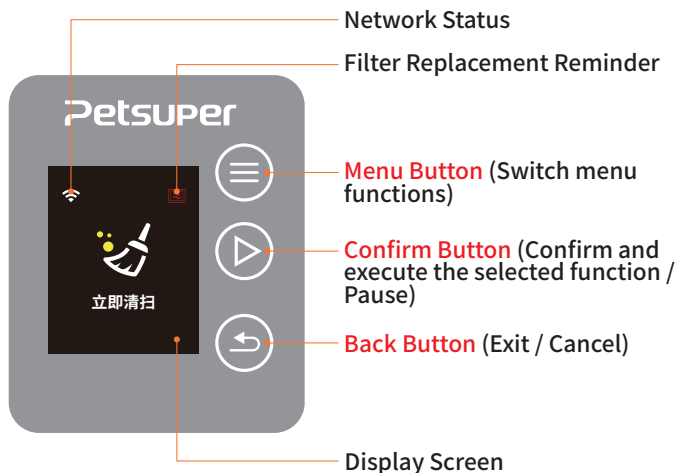 Network Status
Filter Replacement Reminder
Petsuper
Menu Button (Switch menu
functions)
立即清扫
Confirm Button (Confirm and
execute the selected function /
Pause)
Back Button (Exit / Cancel)
Display Screen